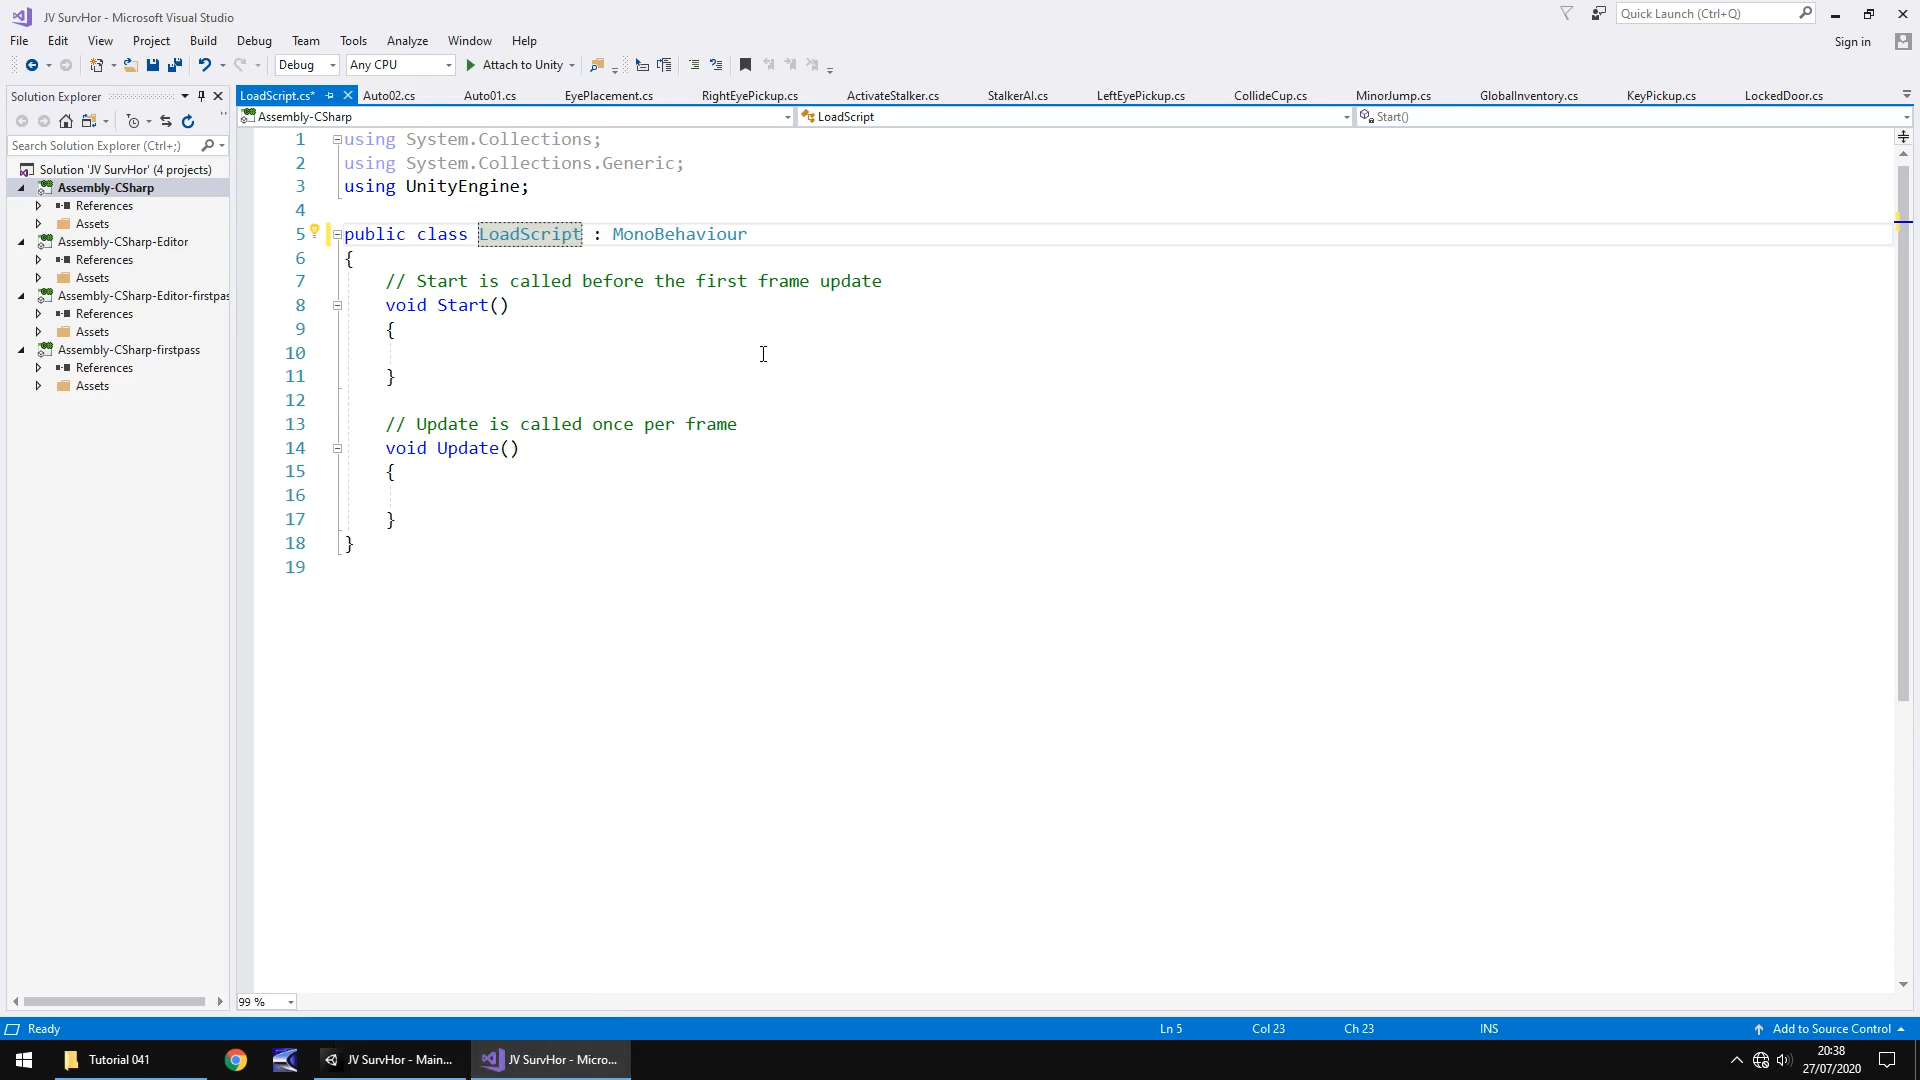 JV SurvHor - Microsoft Visual Studio
Quick Launch (Ctrl+Q)
File Edit View Project Build Debug Team Tools Analyze Window Help
Sign in
Debug Any CPU Attach to Unity
Solution Explorer
LoadScript.cs* Auto02.cs Auto01.cs EyePlacement.cs RightEyePickup.cs ActivateStalker.cs StalkerAI.cs LeftEyePickup.cs CollideCup.cs MinorJump.cs GlobalInventory.cs KeyPickup.cs LockedDoor.cs
Assembly-CSharp LoadScript Start()
Search Solution Explorer (Ctrl+;)
Solution 'JV SurvHor' (4 projects)
Assembly-CSharp
References
Assets
Assembly-CSharp-Editor
References
Assets
Assembly-CSharp-Editor-firstpas
References
Assets
Assembly-CSharp-firstpass
References
Assets
1 using System.Collections;
2 using System.Collections.Generic;
3 using UnityEngine;
4
5 public class LoadScript : MonoBehaviour
6 {
7 // Start is called before the first frame update
8 void Start()
9 {
10
11 }
12
13 // Update is called once per frame
14 void Update()
15 {
16
17 }
18 }
19
99 %
Ready Ln 5 Col 23 Ch 23 INS Add to Source Control
Tutorial 041 JV SurvHor - Main... JV SurvHor - Micro...
20:38
27/07/2020